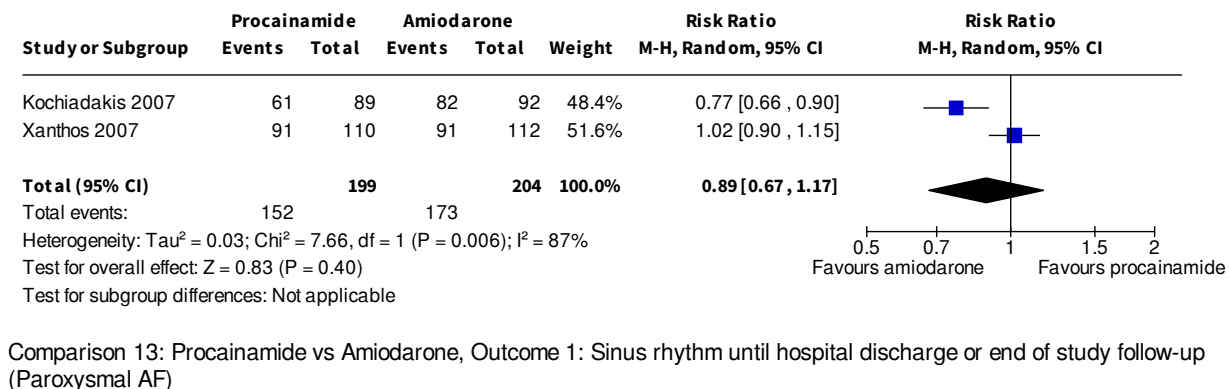 Procainamide Amiodarone Risk Ratio Risk Ratio
Study or Subgroup Events Total Events Total Weight M-H, Random, 95% CI M-H, Random, 95% CI
Kochiadakis 2007 61 89 82 92 48.4% 0.77 [0.66 , 0.90]
Xanthos 2007 91 110 91 112 51.6% 1.02 [0.90 , 1.15]
Total (95% CI) 199 204 100.0% 0.89 [0.67 , 1.17]
Total events: 152 173
Heterogeneity: Tau² = 0.03; Chi² = 7.66, df = 1 (P = 0.006); I² = 87%
0.5 0.7 1 1.5 2
Test for overall effect: Z = 0.83 (P = 0.40)
Favours amiodarone Favours procainamide
Test for subgroup differences: Not applicable
Comparison 13: Procainamide vs Amiodarone, Outcome 1: Sinus rhythm until hospital discharge or end of study follow-up
(Paroxysmal AF)